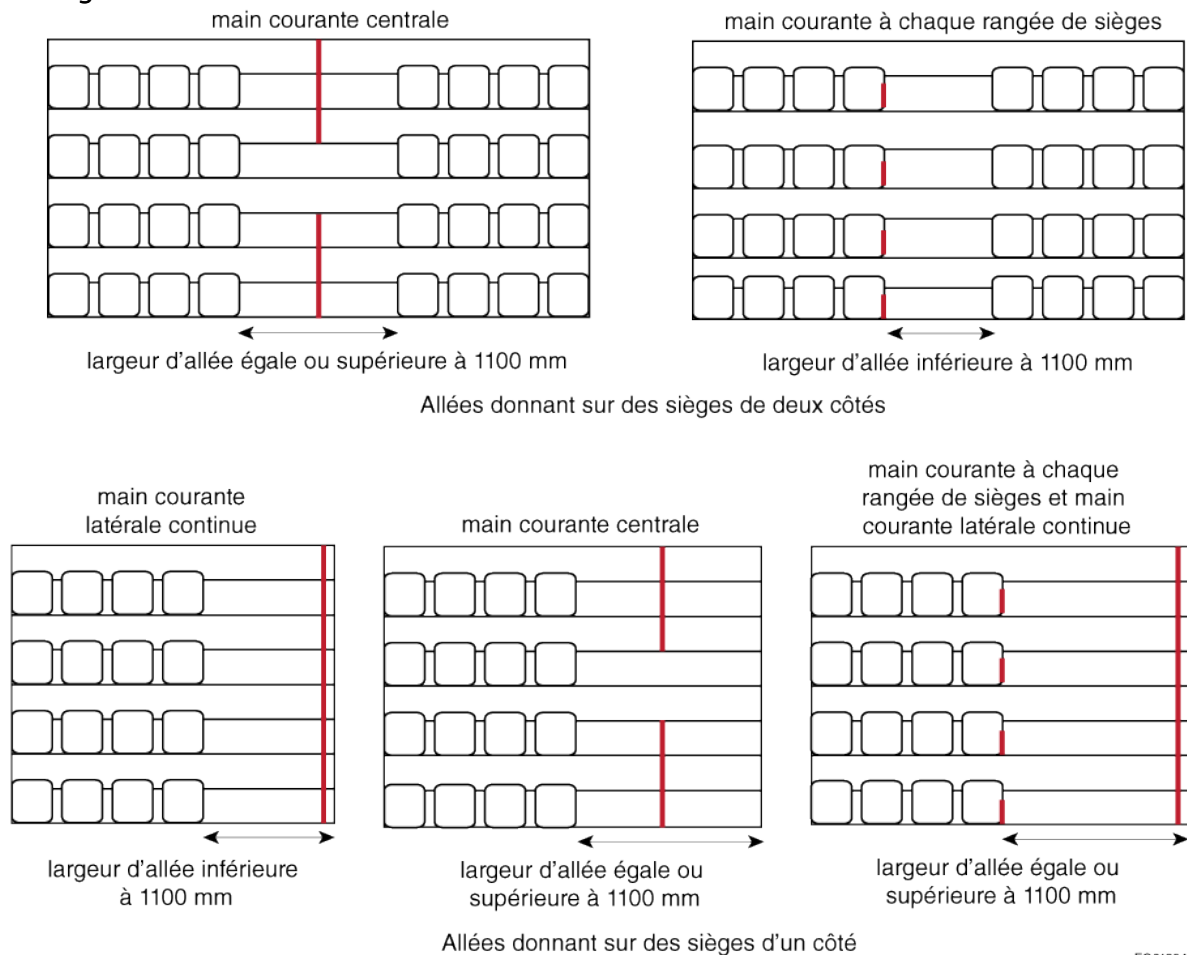 main courante centrale
main courante à chaque rangée de sièges
largeur d'allée égale ou supérieure à 1100 mm
largeur d'allée inférieure à 1100 mm
Allées donnant sur des sièges de deux côtés
main courante
latérale continue
main courante centrale
main courante à chaque
rangée de sièges et main
courante latérale continue
largeur d'allée inférieure
à 1100 mm
largeur d'allée égale ou
supérieure à 1100 mm
largeur d'allée égale ou
supérieure à 1100 mm
Allées donnant sur des sièges d'un côté